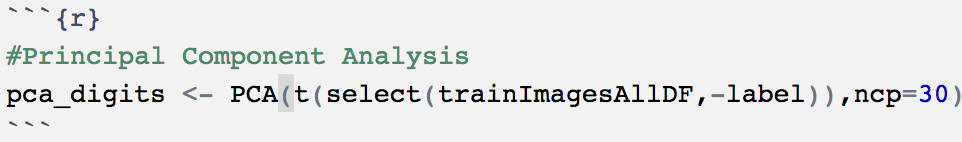 ```{r}
#Principal Component Analysis
pca_digits <- PCA(t(select(trainImagesAllDF,-label)),ncp=30)
```